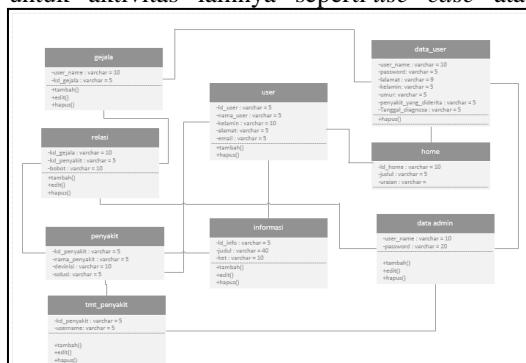 untuk aktivitas lainnya seperti use case ata
gejala
-user_name : varchar = 10
-kd_gejala : varchar = 5
+tambah()
+edit()
+hapus()
relasi
-kd_gejala : varchar = 10
-kd_penyakit : varchar = 5
-bobot : varchar = 10
+tambah()
+edit()
+hapus()
penyakit
-kd_penyakit : varchar = 5
-nama_penyakit : varchar = 5
-devinisi : varchar = 10
-solusi : varchar = 5
tmt_penyakit
-kd_penyakit : varchar = 5
-username : varchar = 5
+tambah()
+edit()
+hapus()
user
-id_user : varchar = 5
-nama_user : varchar = 5
-kelamin : varchar = 10
-alamat : varchar = 5
-email : varchar = 5
+tambah()
+hapus()
informasi
-id_info : varchar = 5
-judul : varchar = 40
-ket : varchar = 10
+tambah()
+edit()
+hapus()
data_user
-user_name : varchar = 10
-password : varchar = 5
-lalamat : varchar = 9
-kelamin : varchar = 5
-umur : varchar = 5
-penyakit_yang_diderita : varchar = 5
-Tanggal_diagnosa : varchar = 5
+hapus()
home
-id_home : varchar = 10
-judul : varchar = 5
-uraian : varchar =
data admin
-user_name : varchar = 10
-password : varchar = 20
+tambah()
+edit()
+hapus()